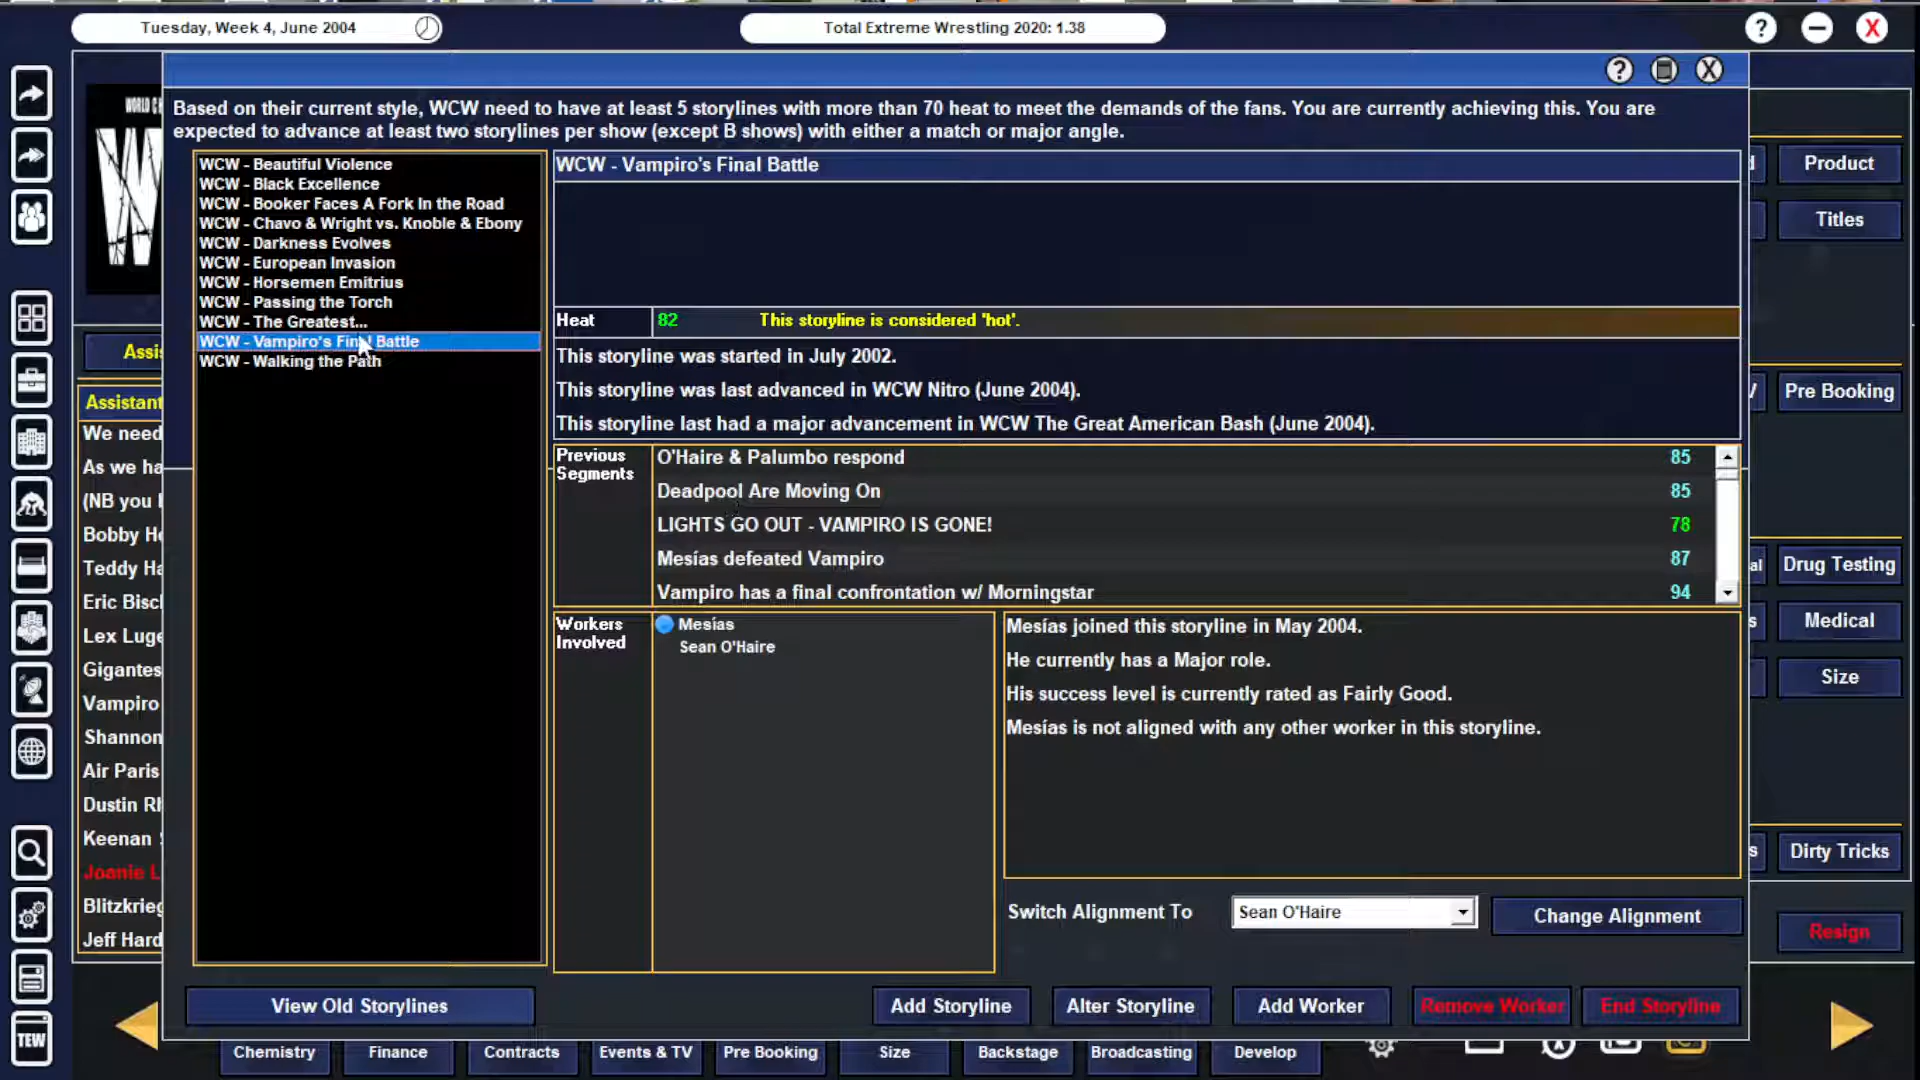 Tuesday, Week 4, June 2004
Total Extreme Wrestling 2020: 1.38
?
X
? X
WORLD C
W
Based on their current style, WCW need to have at least 5 storylines with more than 70 heat to meet the demands of the fans. You are currently achieving this. You are
expected to advance at least two storylines per show (except B shows) with either a match or major angle.
WCW - Beautiful Violence
WCW - Black Excellence
WCW - Booker Faces A Fork In the Road
WCW - Chavo & Wright vs. Knoble & Ebony
WCW - Darkness Evolves
WCW - European Invasion
WCW - Horsemen Emitrius
WCW - Passing the Torch
WCW - The Greatest...
WCW - Vampiro's Final Battle
WCW - Walking the Path
WCW - Vampiro's Final Battle
Heat
82
This storyline is considered 'hot'.
This storyline was started in July 2002.
This storyline was last advanced in WCW Nitro (June 2004).
This storyline last had a major advancement in WCW The Great American Bash (June 2004).
Previous
Segments
O'Haire & Palumbo respond 85
Deadpool Are Moving On 85
LIGHTS GO OUT - VAMPIRO IS GONE! 78
Mesías defeated Vampiro 87
Vampiro has a final confrontation w/ Morningstar 94
Workers
Involved
Mesías
Sean O'Haire
Mesías joined this storyline in May 2004.
He currently has a Major role.
His success level is currently rated as Fairly Good.
Mesías is not aligned with any other worker in this storyline.
Switch Alignment To
Sean O'Haire
Change Alignment
View Old Storylines
Add Storyline
Alter Storyline
Add Worker
Remove Worker
End Storyline
Assi
Assistant
We need
As we ha
(NB you
Bobby He
Teddy Ha
Eric Bisc
Lex Luge
Gigantes
Vampiro
Shannon
Air Paris
Dustin Rh
Keenan
Joanie L
Blitzkrieg
Jeff Hard
Product
Titles
Pre Booking
Drug Testing
Medical
Size
Dirty Tricks
Resign
TEW
Chemistry
Finance
Contracts
Events & TV
Pre Booking
Size
Backstage
Broadcasting
Develop